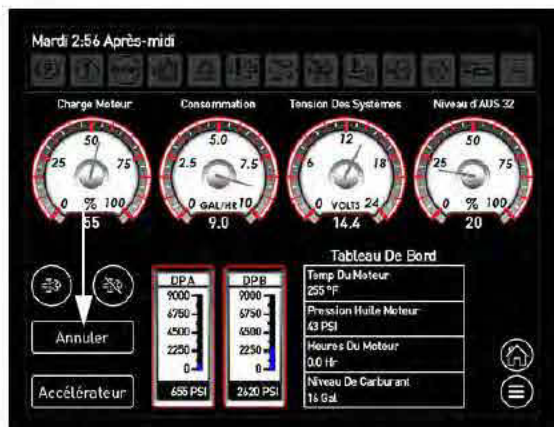 Mardi 2:56 Après-midi
Charge Moteur Consommation Tension Des Systèmes Niveau d'AUS 32
0 25 50 75 100 %
55
0 2.5 5.0 7.5 10 GAL/HR
9.0
0 6 12 18 24 VOLTS
14.4
0 25 50 75 100 %
20
Annuler
Accélérateur
DPA
9000
6750
4500
2250
0
655 PSI
DPB
9000
6750
4500
2250
0
2620 PSI
Tableau De Bord
Temp Du Moteur
255 °F
Pression Huile Moteur
43 PSI
Heures Du Moteur
0.0 Hr
Niveau De Carburant
16 Gal